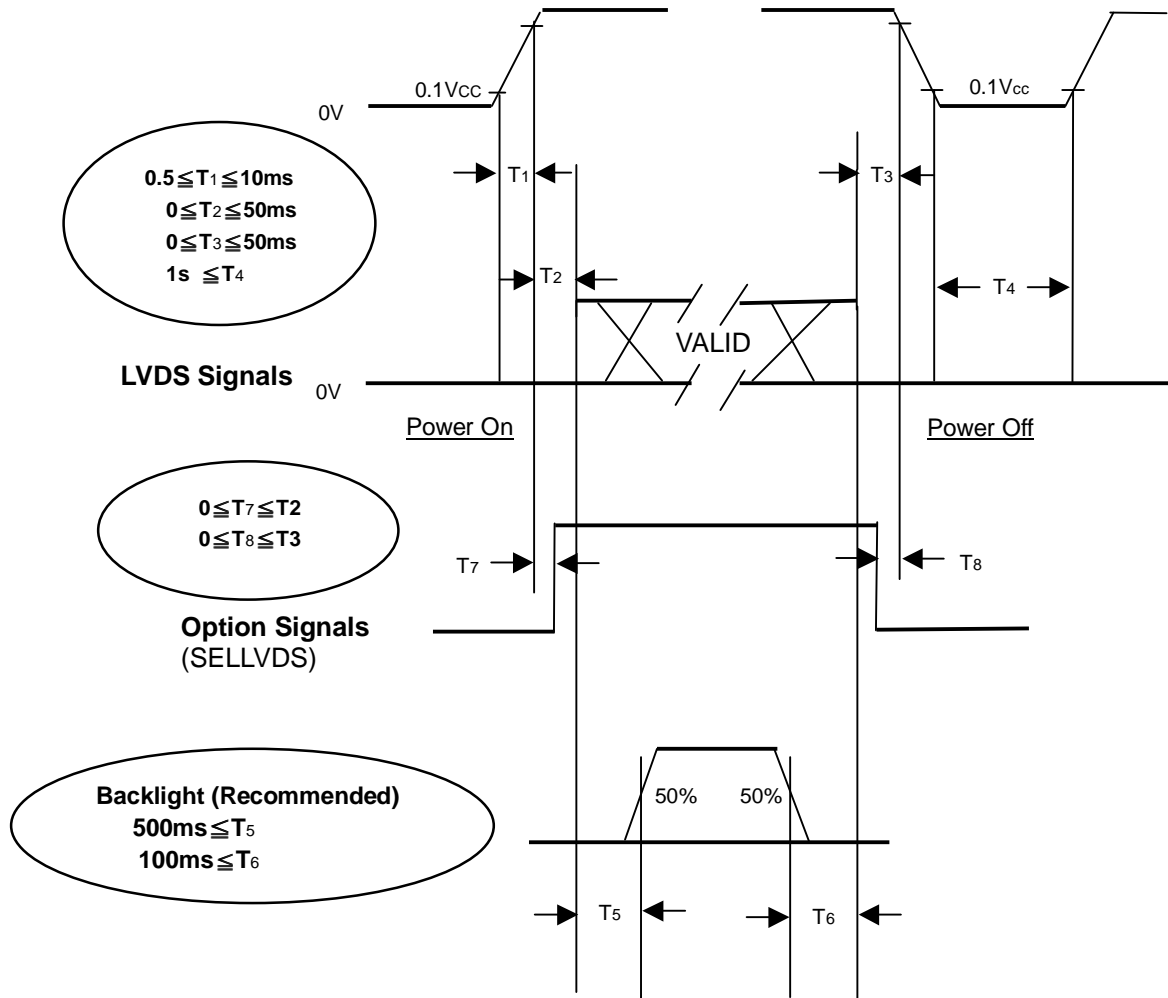 0.1VCC
0.1Vcc
0V
0.5≦T1≦10ms
0≦T2≦50ms
0≦T3≦50ms
1s ≦T4
T1
T3
T2
T4
VALID
LVDS Signals
0V
Power On
Power Off
0≦T7≦T2
0≦T8≦T3
T7
T8
Option Signals
(SELLVDS)
Backlight (Recommended)
500ms≦T5
100ms≦T6
50%
50%
T5
T6